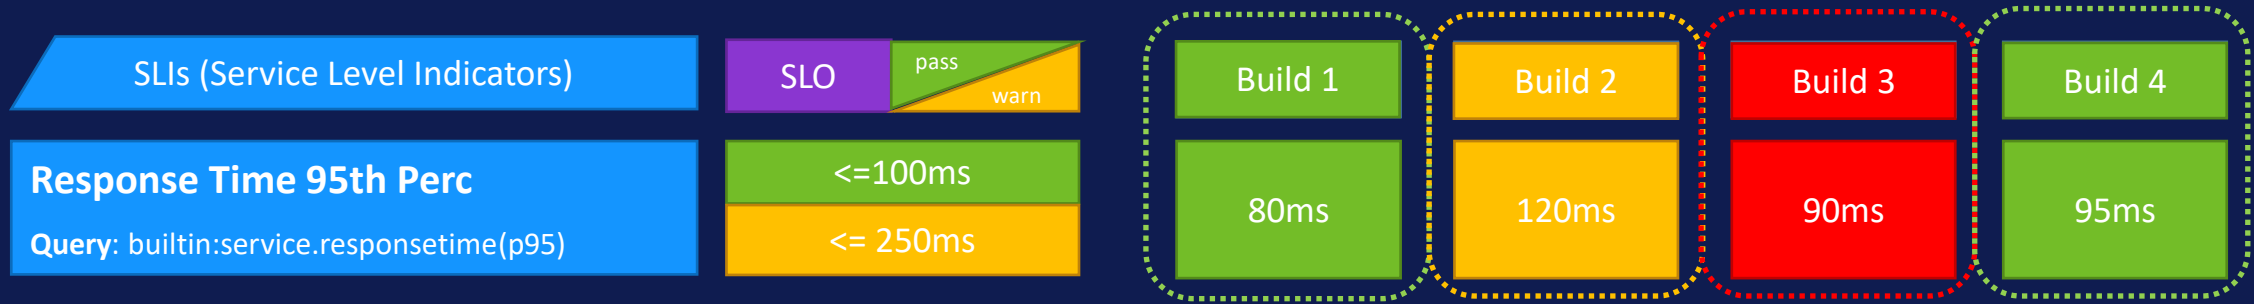 SLIs (Service Level Indicators)
SLO
pass
warn
Build 1
Build 2
Build 3
Build 4
Response Time 95th Perc
Query: builtin:service.responsetime(p95)
<=100ms
<= 250ms
80ms
120ms
90ms
95ms